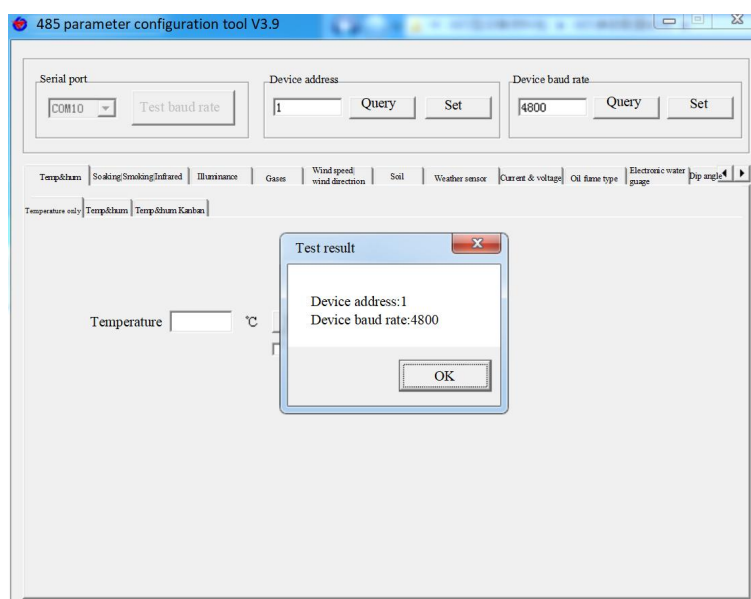 485 parameter configuration tool V3.9
Serial port
COM10
Test baud rate
Device address
1
Query
Set
Device baud rate
4800
Query
Set
Temp&hum
Soaking|Smoking|Infrared
Illuminance
Gases
Wind speed|
wind directrion
Soil
Weather sensor
Current & voltage
Oil fume type
Electronic water
guage
Dip angle
Temperature only
Temp&hum
Temp&hum Kanban
Temperature
℃
Test result
Device address:1
Device baud rate:4800
OK